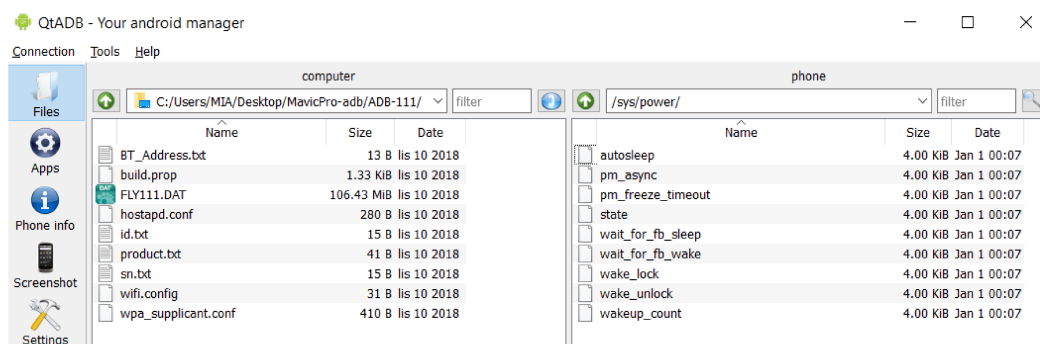 QtADB - Your android manager
Connection Tools Help
computer phone
Files
C:/Users/MIA/Desktop/MavicPro-adb/ADB-111/ filter /sys/power/ filter
Name Size Date Name Size Date
BT_Address.txt 13 B lis 10 2018 autosleep 4.00 KiB Jan 1 00:07
build.prop 1.33 KiB lis 10 2018 pm_async 4.00 KiB Jan 1 00:07
Apps
DAT FLY111.DAT 106.43 MiB lis 10 2018 pm_freeze_timeout 4.00 KiB Jan 1 00:07
hostapd.conf 280 B lis 10 2018 state 4.00 KiB Jan 1 00:07
Phone info
id.txt 15 B lis 10 2018 wait_for_fb_sleep 4.00 KiB Jan 1 00:07
product.txt 41 B lis 10 2018 wait_for_fb_wake 4.00 KiB Jan 1 00:07
sn.txt 15 B lis 10 2018 wake_lock 4.00 KiB Jan 1 00:07
Screenshot
wifi.config 31 B lis 10 2018 wake_unlock 4.00 KiB Jan 1 00:07
wpa_supplicant.conf 410 B lis 10 2018 wakeup_count 4.00 KiB Jan 1 00:07
Settings